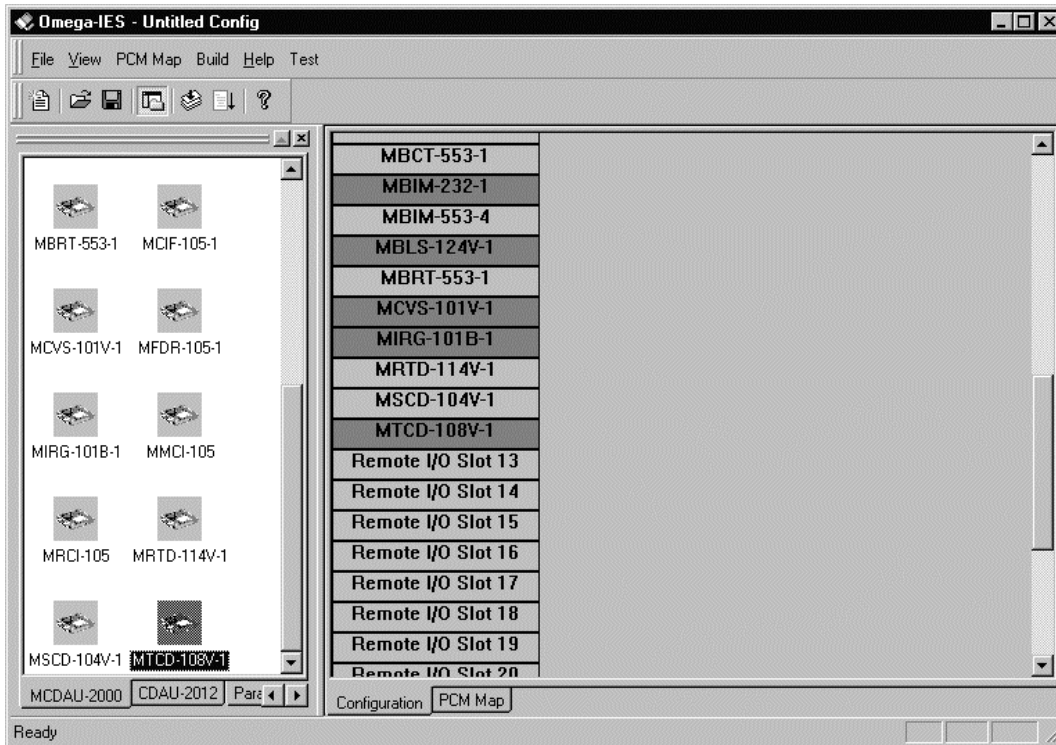 Omega-IES - Untitled Config
File View PCM Map Build Help Test
MBRT-553-1 MCIF-105-1
MCVS-101V-1 MFDR-105-1
MIRG-101B-1 MMCI-105
MRCI-105 MRTD-114V-1
MSCD-104V-1 MTCD-108V-1
MCDAU-2000 CDAU-2012 Para
MBCT-553-1
MBIM-232-1
MBIM-553-4
MBLS-124V-1
MBRT-553-1
MCVS-101V-1
MIRG-101B-1
MRTD-114V-1
MSCD-104V-1
MTCD-108V-1
Remote I/O Slot 13
Remote I/O Slot 14
Remote I/O Slot 15
Remote I/O Slot 16
Remote I/O Slot 17
Remote I/O Slot 18
Remote I/O Slot 19
Remote I/O Slot 20
Configuration PCM Map
Ready